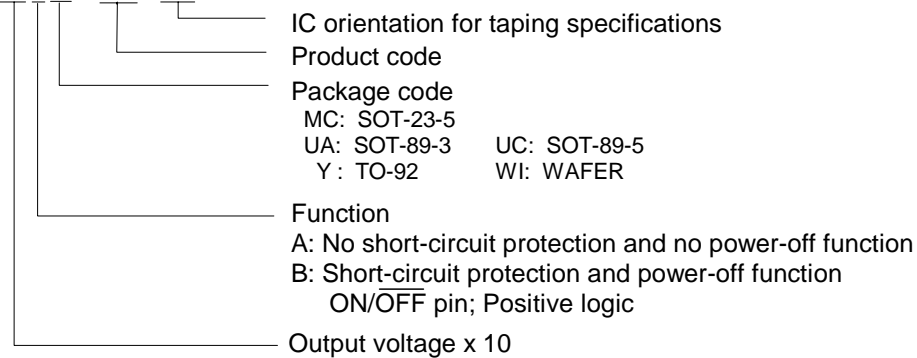 IC orientation for taping specifications
Product code
Package code
MC: SOT-23-5
UA: SOT-89-3 UC: SOT-89-5
Y : TO-92 WI: WAFER
Function
A: No short-circuit protection and no power-off function
B: Short-circuit protection and power-off function
ON/O̅F̅F̅ pin; Positive logic
Output voltage x 10